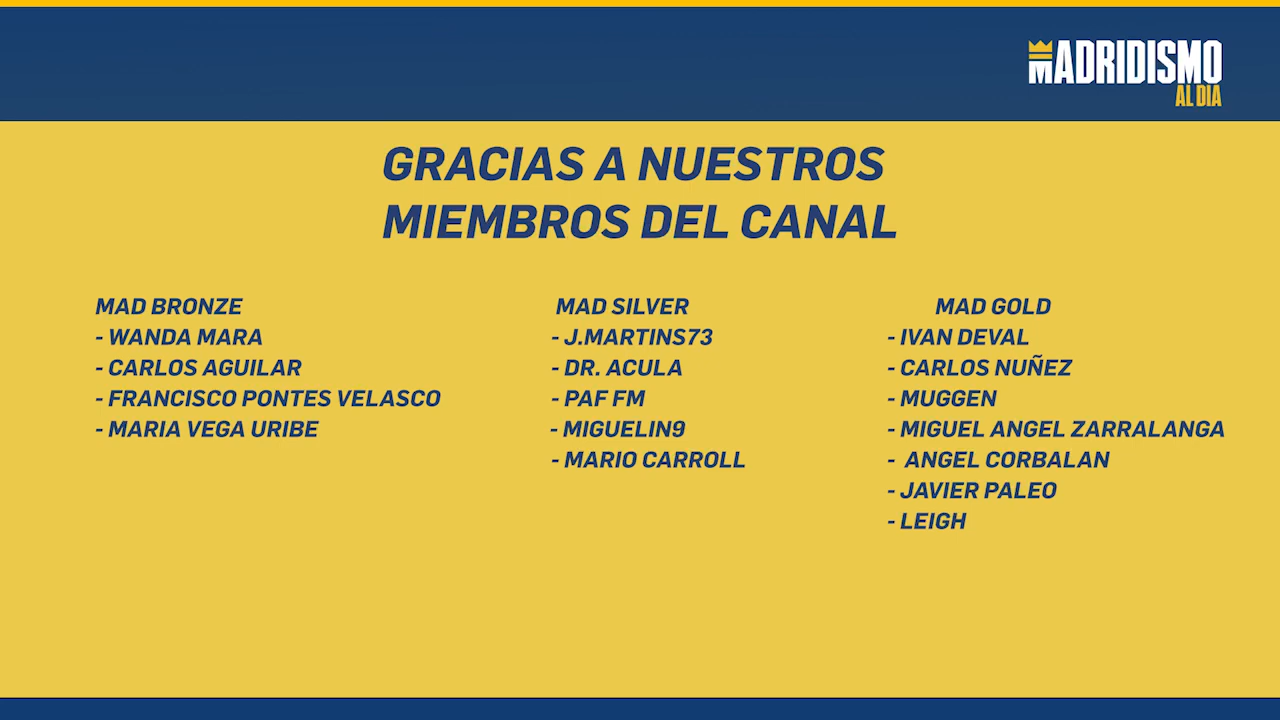 MADRIDISMO
AL DIA
GRACIAS A NUESTROS
MIEMBROS DEL CANAL
MAD BRONZE
- WANDA MARA
- CARLOS AGUILAR
- FRANCISCO PONTES VELASCO
- MARIA VEGA URIBE
MAD SILVER
- J.MARTINS73
- DR. ACULA
- PAF FM
- MIGUELIN9
- MARIO CARROLL
MAD GOLD
- IVAN DEVAL
- CARLOS NUÑEZ
- MUGGEN
- MIGUEL ANGEL ZARRALANGA
- ANGEL CORBALAN
- JAVIER PALEO
- LEIGH